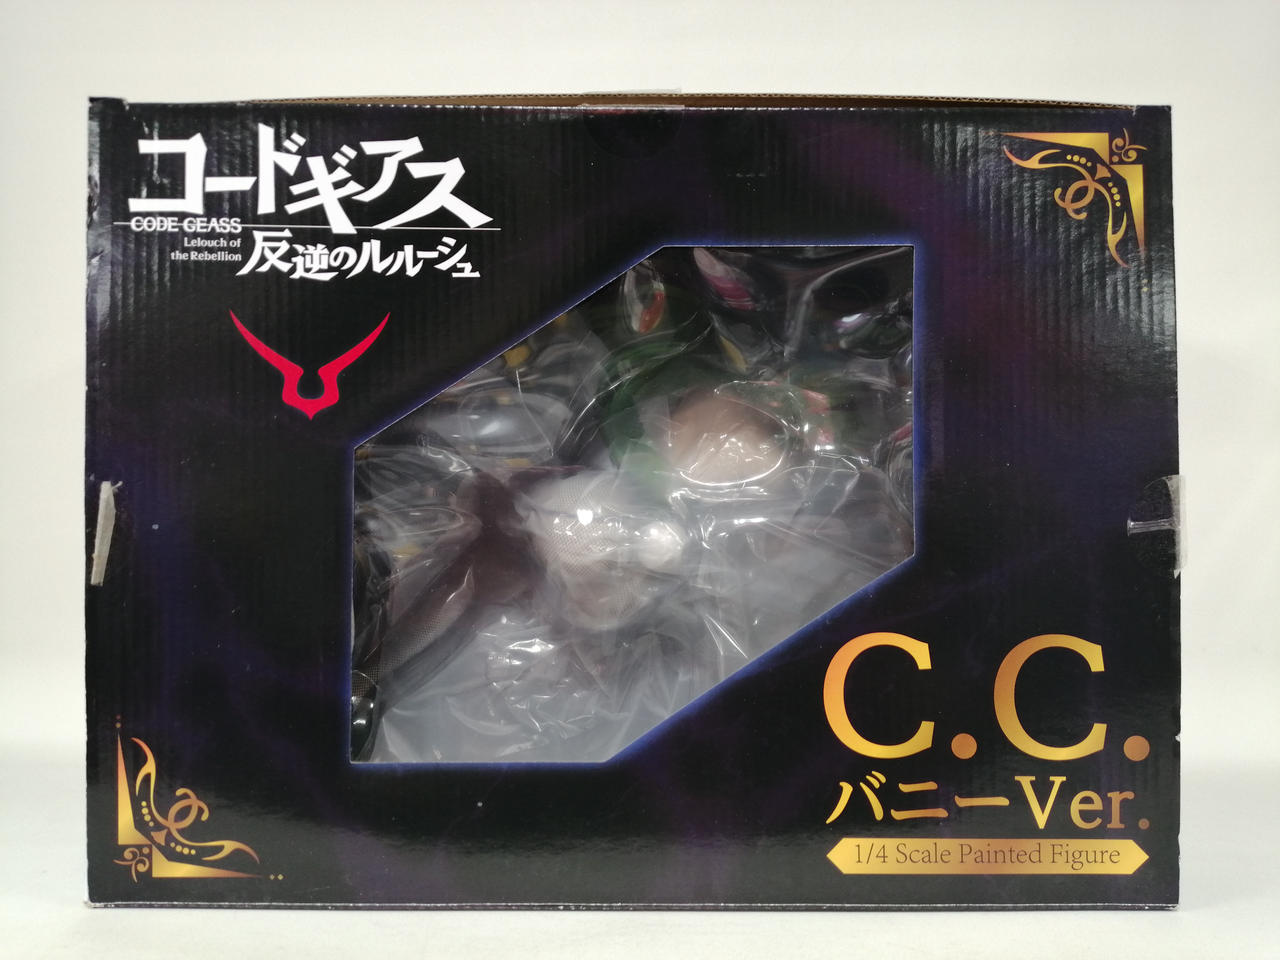 コードギアス
CODE GEASS
Lelouch of
the Rebellion
反逆のルルーシュ
C.C.
バニーVer.
1/4 Scale Painted Figure